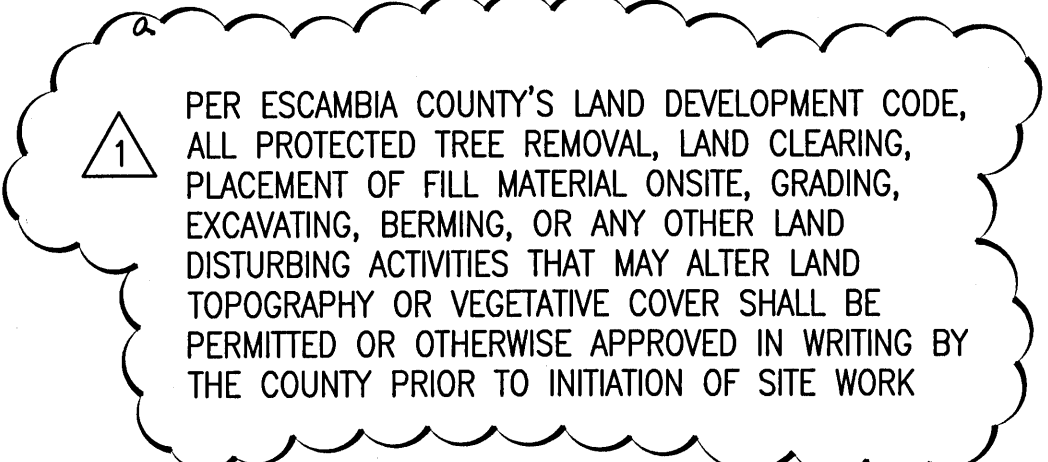 a
PER ESCAMBIA COUNTY'S LAND DEVELOPMENT CODE,
1
ALL PROTECTED TREE REMOVAL, LAND CLEARING,
PLACEMENT OF FILL MATERIAL ONSITE, GRADING,
EXCAVATING, BERMING, OR ANY OTHER LAND
DISTURBING ACTIVITIES THAT MAY ALTER LAND
TOPOGRAPHY OR VEGETATIVE COVER SHALL BE
PERMITTED OR OTHERWISE APPROVED IN WRITING BY
THE COUNTY PRIOR TO INITIATION OF SITE WORK